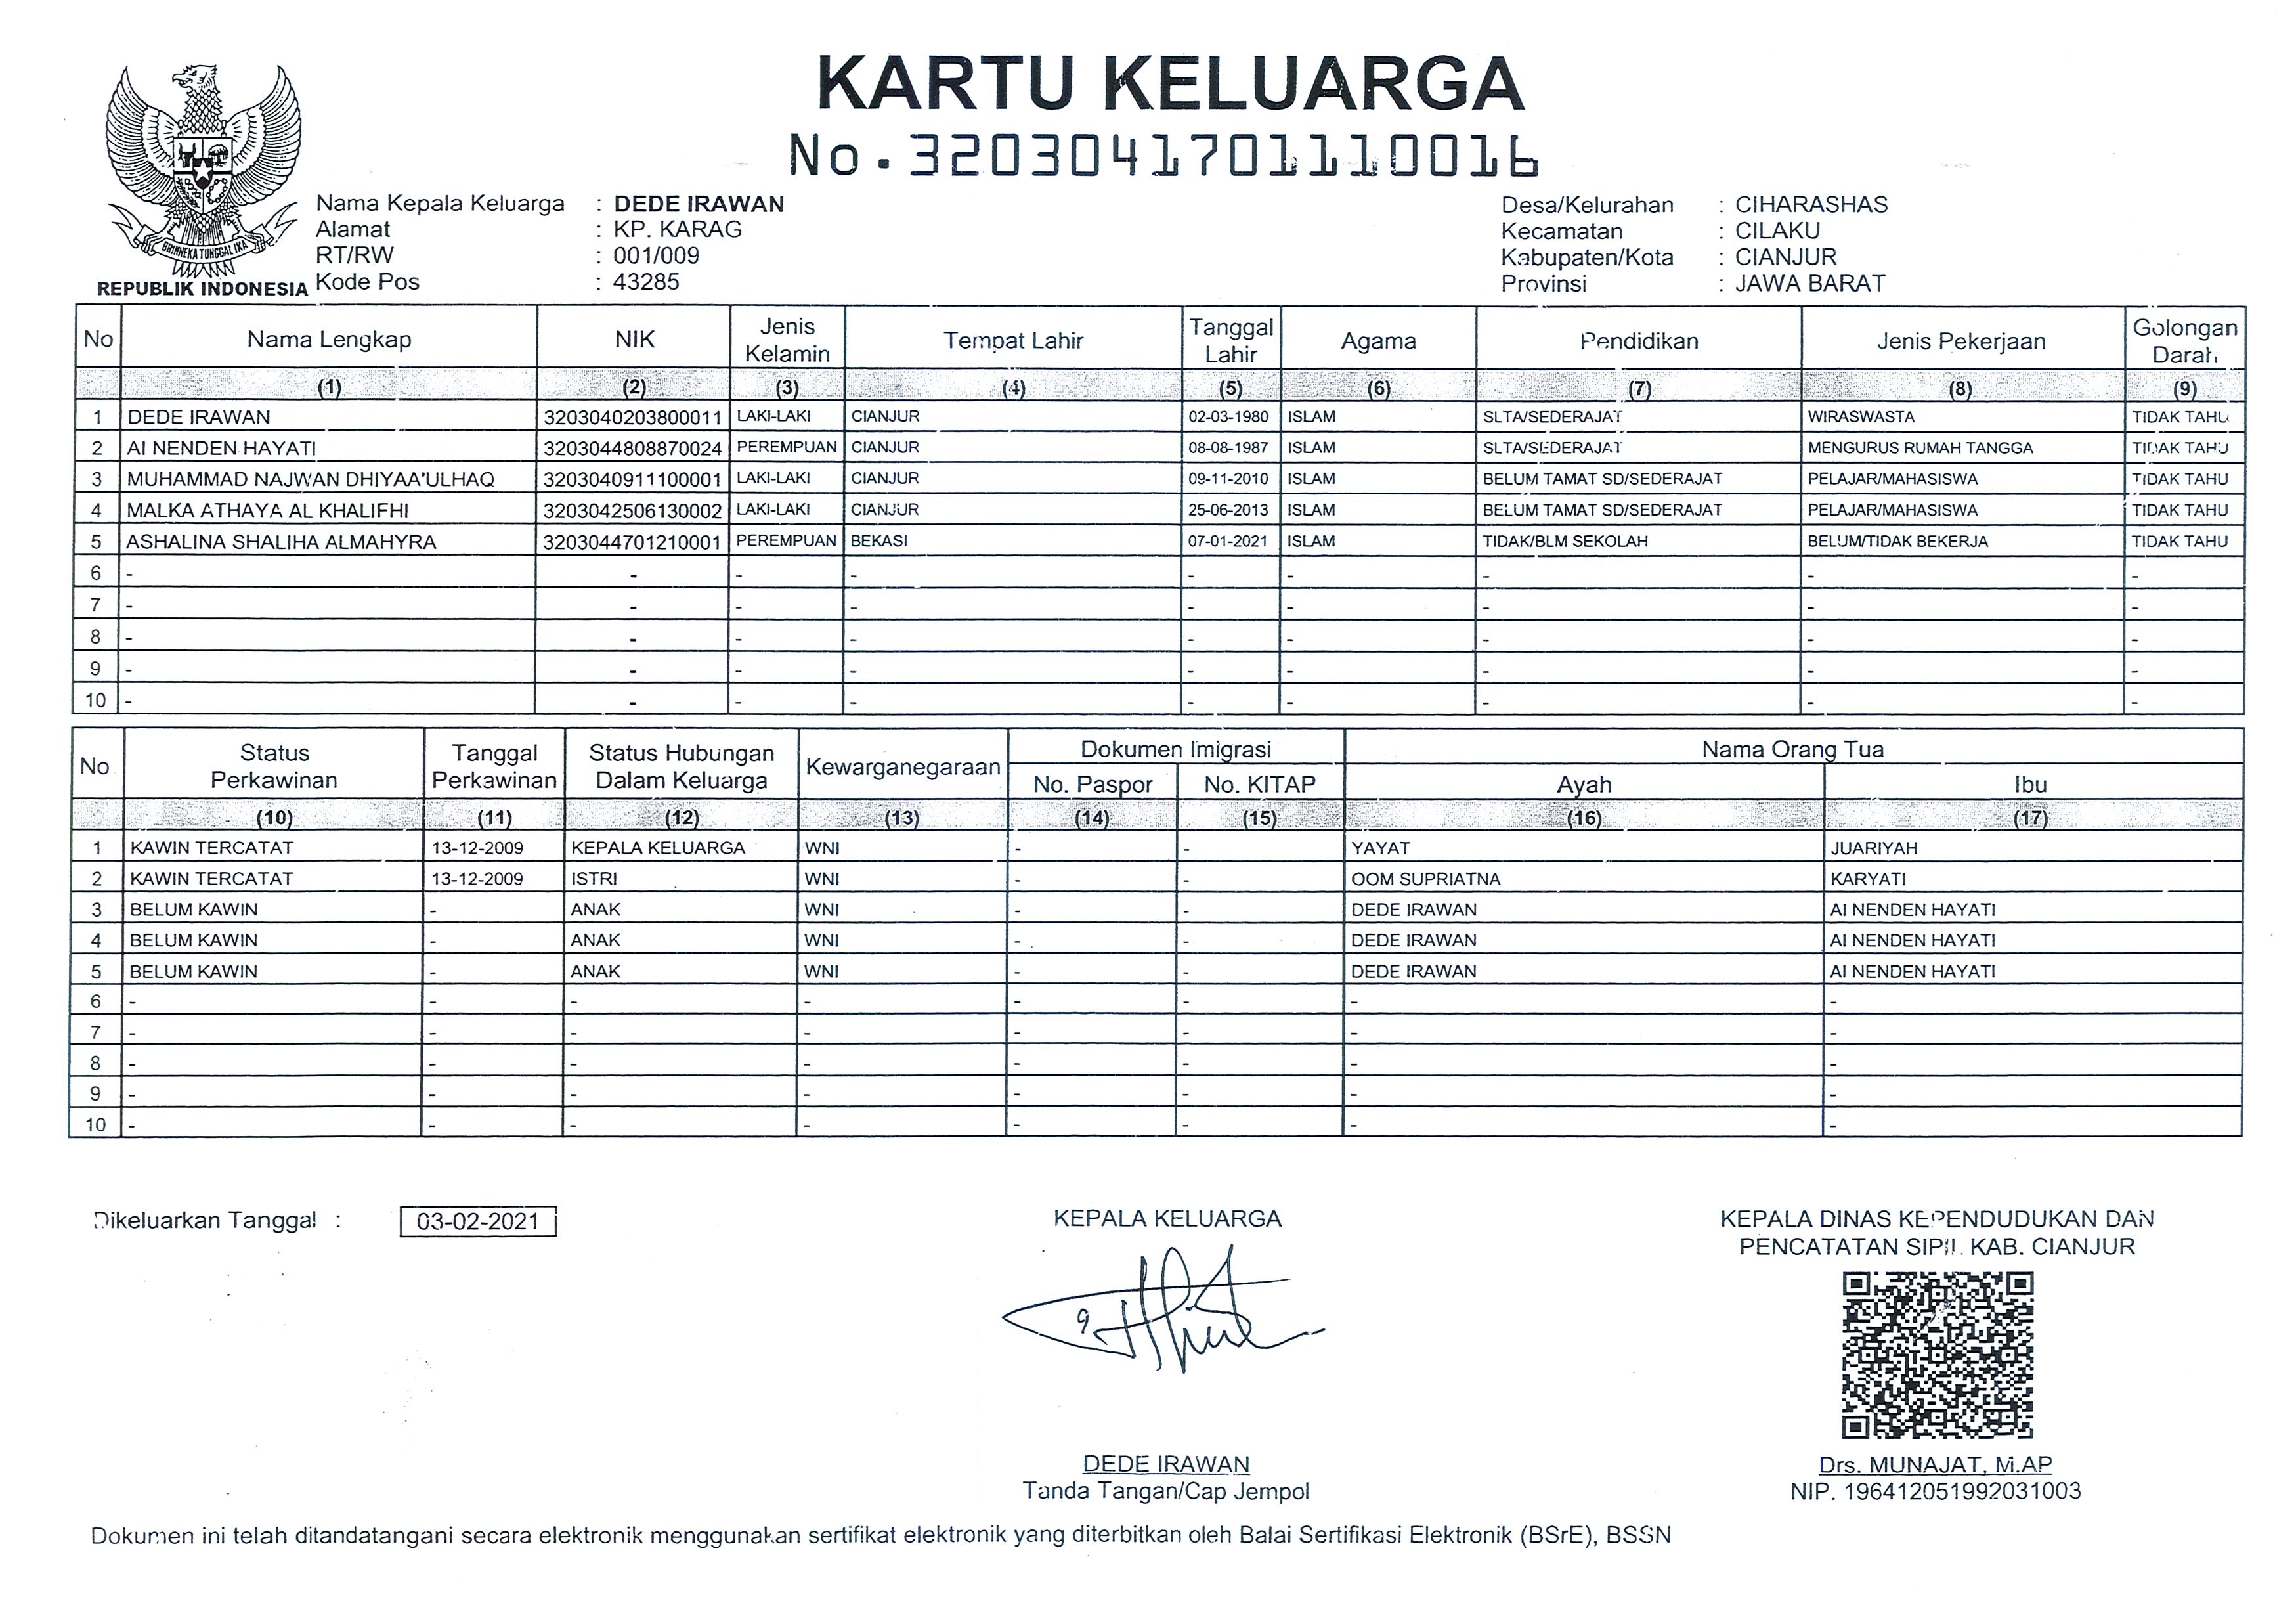 KARTU KELUARGA
No.3203041701110016
BHINNEKA TUNGGAL IKA
REPUBLIK INDONESIA
Nama Kepala Keluarga : DEDE IRAWAN
Alamat : KP. KARAG
RT/RW : 001/009
Kode Pos : 43285
Desa/Kelurahan : CIHARASHAS
Kecamatan : CILAKU
Kabupaten/Kota : CIANJUR
Provinsi : JAWA BARAT
No Nama Lengkap NIK Jenis Kelamin Tempat Lahir Tanggal Lahir Agama Pendidikan Jenis Pekerjaan Golongan Darah
(1) (2) (3) (4) (5) (6) (7) (8) (9)
1 DEDE IRAWAN 3203040203800011 LAKI-LAKI CIANJUR 02-03-1980 ISLAM SLTA/SEDERAJAT WIRASWASTA TIDAK TAHU
2 AI NENDEN HAYATI 3203044808870024 PEREMPUAN CIANJUR 08-08-1987 ISLAM SLTA/SEDERAJAT MENGURUS RUMAH TANGGA TIDAK TAHU
3 MUHAMMAD NAJWAN DHIYAA'ULHAQ 3203040911100001 LAKI-LAKI CIANJUR 09-11-2010 ISLAM BELUM TAMAT SD/SEDERAJAT PELAJAR/MAHASISWA TIDAK TAHU
4 MALKA ATHAYA AL KHALIFHI 3203042506130002 LAKI-LAKI CIANJUR 25-06-2013 ISLAM BELUM TAMAT SD/SEDERAJAT PELAJAR/MAHASISWA TIDAK TAHU
5 ASHALINA SHALIHA ALMAHYRA 3203044701210001 PEREMPUAN BEKASI 07-01-2021 ISLAM TIDAK/BLM SEKOLAH BELUM/TIDAK BEKERJA TIDAK TAHU
6 - - - - - - - - -
7 - - - - - - - - -
8 - - - - - - - - -
9 - - - - - - - - -
10 - - - - - - - - -
No Status Perkawinan Tanggal Perkawinan Status Hubungan Dalam Keluarga Kewarganegaraan Dokumen Imigrasi Nama Orang Tua
No. Paspor No. KITAP Ayah Ibu
(10) (11) (12) (13) (14) (15) (16) (17)
1 KAWIN TERCATAT 13-12-2009 KEPALA KELUARGA WNI - - YAYAT JUARIYAH
2 KAWIN TERCATAT 13-12-2009 ISTRI WNI - - OOM SUPRIATNA KARYATI
3 BELUM KAWIN - ANAK WNI - - DEDE IRAWAN AI NENDEN HAYATI
4 BELUM KAWIN - ANAK WNI - - DEDE IRAWAN AI NENDEN HAYATI
5 BELUM KAWIN - ANAK WNI - - DEDE IRAWAN AI NENDEN HAYATI
6 - - - - - - - -
7 - - - - - - - -
8 - - - - - - - -
9 - - - - - - - -
10 - - - - - - - -
Dikeluarkan Tanggal : 03-02-2021
KEPALA KELUARGA
DEDE IRAWAN
Tanda Tangan/Cap Jempol
KEPALA DINAS KEPENDUDUKAN DAN
PENCATATAN SIPIL KAB. CIANJUR
Drs. MUNAJAT, M.AP
NIP. 196412051992031003
Dokumen ini telah ditandatangani secara elektronik menggunakan sertifikat elektronik yang diterbitkan oleh Balai Sertifikasi Elektronik (BSrE), BSSN